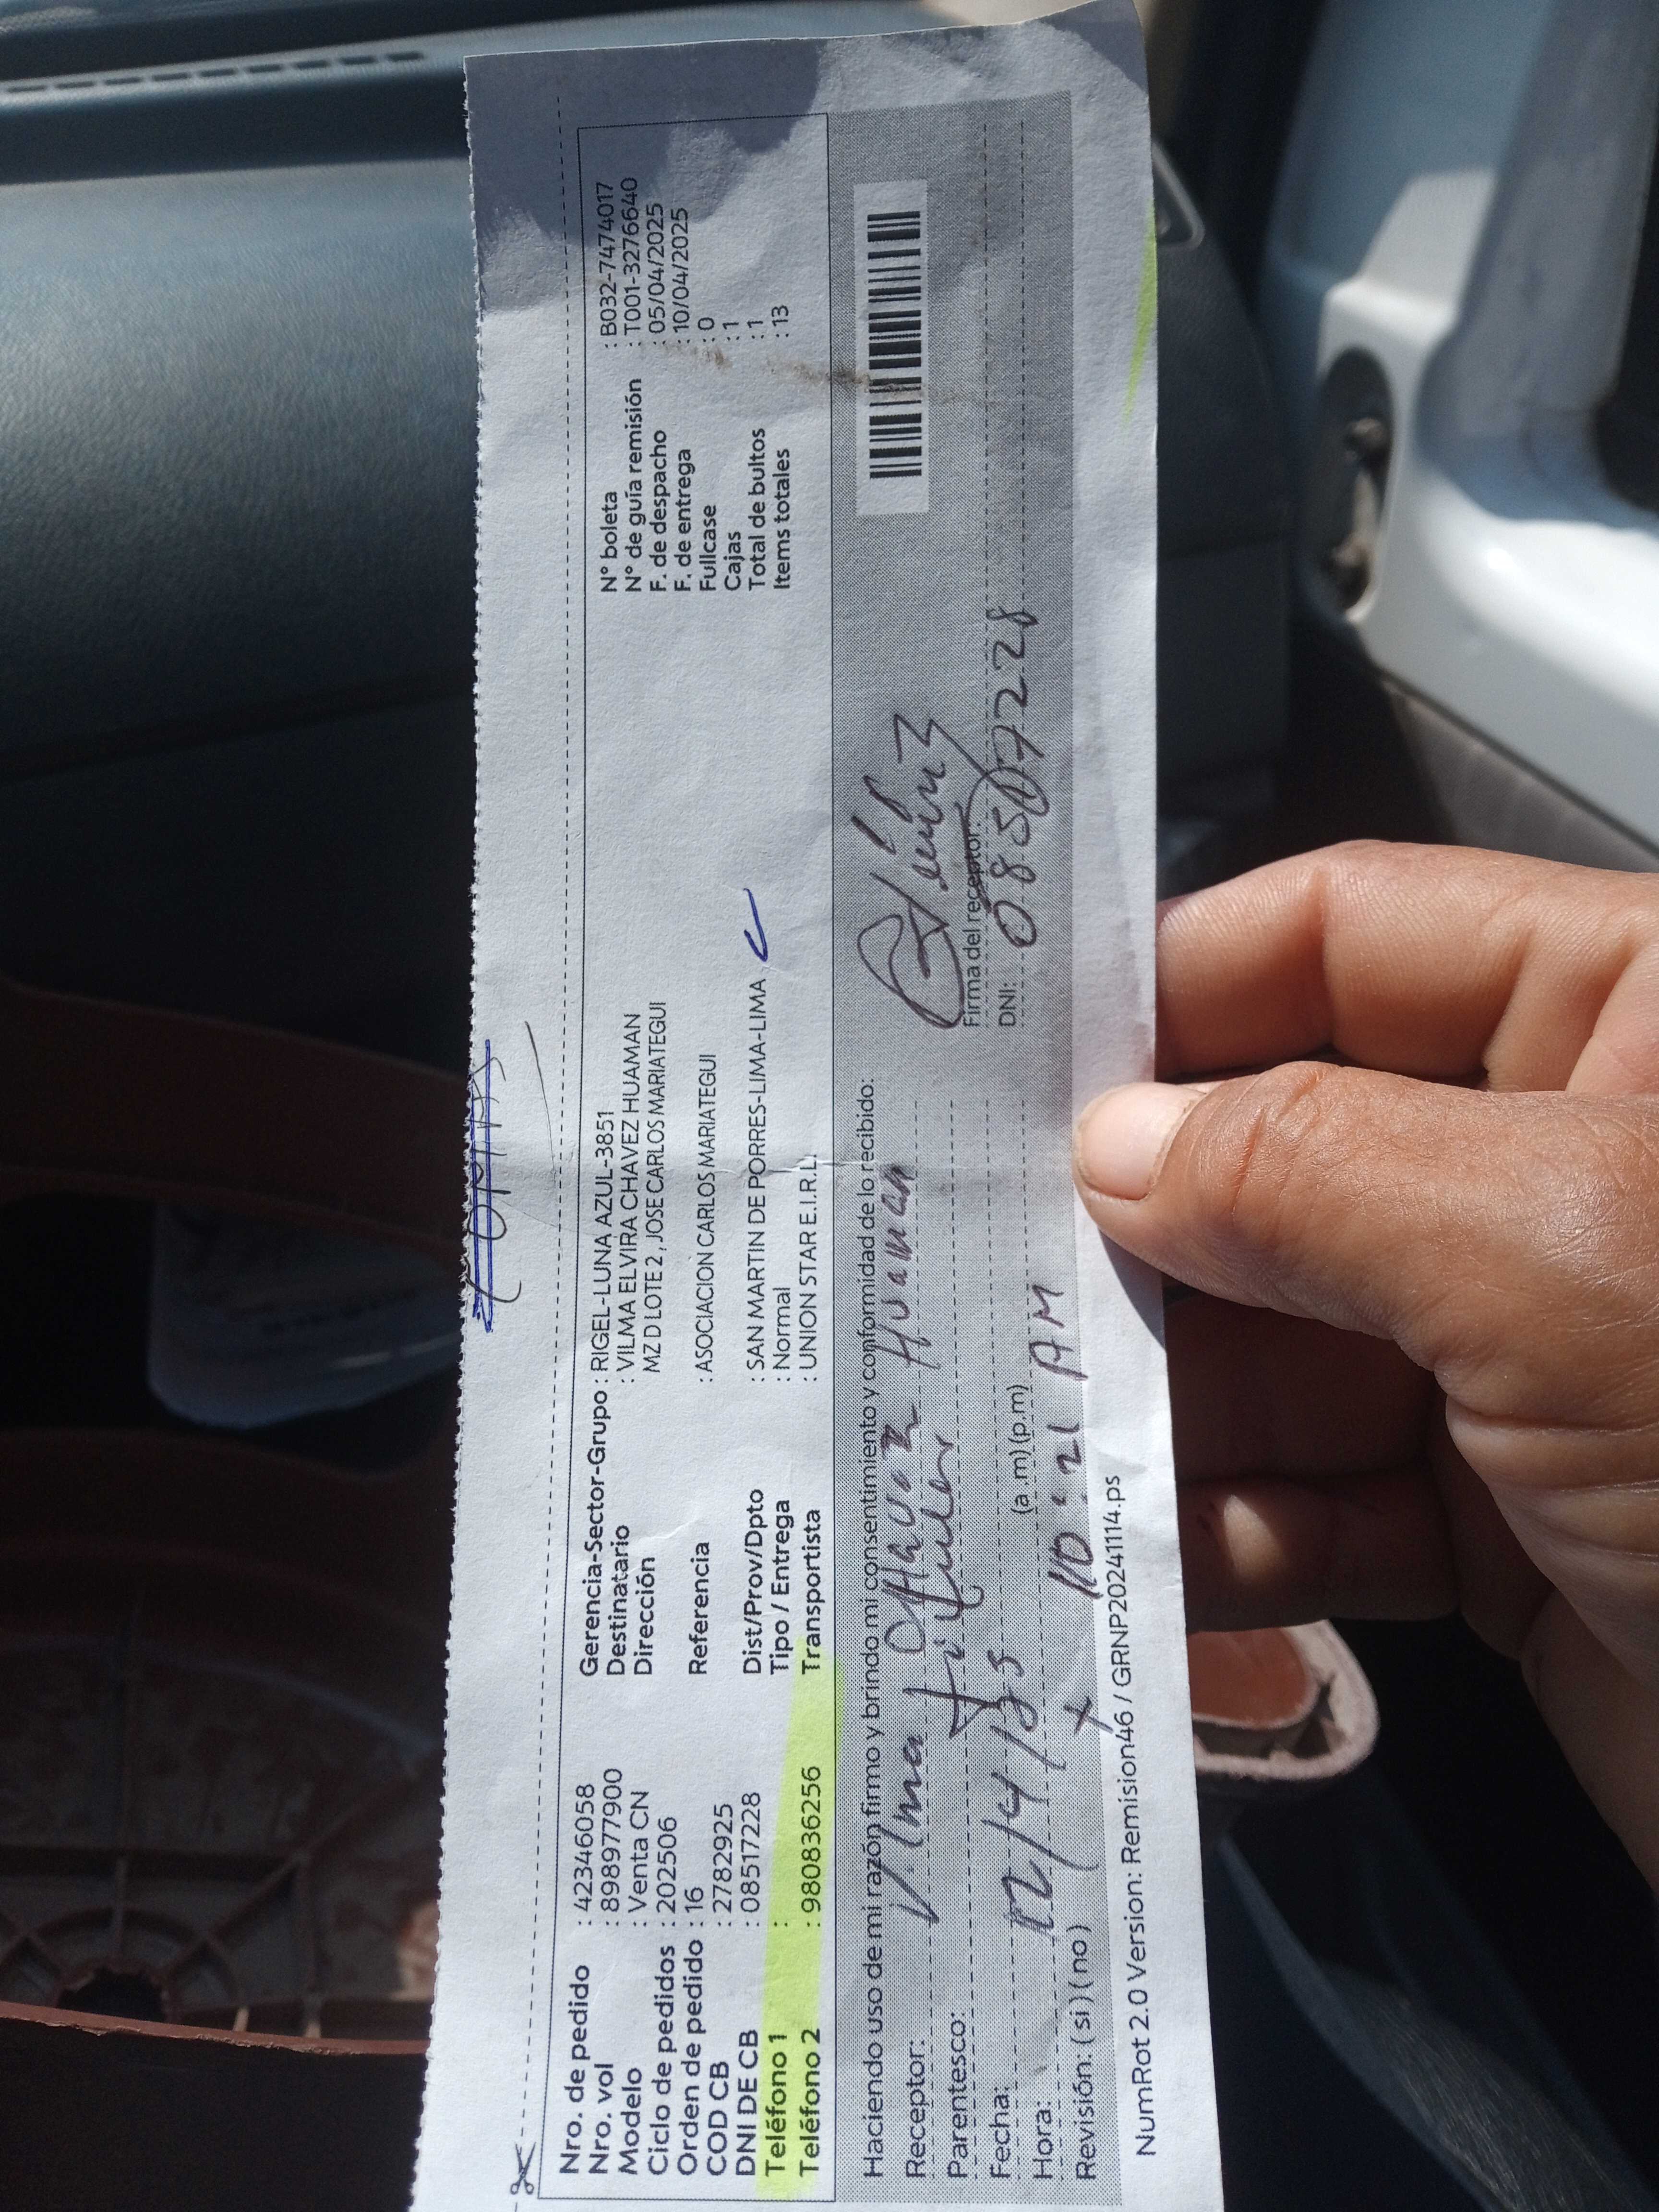 Nro. de pedido : 42346058
Nro. vol : 89897790​0
Modelo : Venta CN
Ciclo de pedidos : 202506
Orden de pedido : 16
COD CB : 2782925
DNI DE CB : 08517228
Teléfono 1 :
Teléfono 2 : 980836256
Gerencia-Sector-Grupo : RIGEL-LUNA AZUL-3851
Destinatario : VILMA ELVIRA CHAVEZ HUAMAN
Dirección MZ D LOTE 2, JOSE CARLOS MARIATEGUI
Referencia : ASOCIACION CARLOS MARIATEGUI
Dist/Prov/Dpto : SAN MARTIN DE PORRES-LIMA-LIMA
Tipo / Entrega : Normal
Transportista : UNION STAR E.I.R.L.
N° boleta : B032-7474017
N° de guía remisión : T001-3276640
F. de despacho : 05/04/2025
F. de entrega : 10/04/2025
Fullcase : 0
Cajas : 1
Total de bultos : 1
Items totales : 13
Haciendo uso de mi razón firmo y brindo mi consentimiento y conformidad de lo recibido:
Receptor: Vilma Chavez Huaman
Parentesco: titular
Fecha: 12/4/25
Hora: (a.m) (p.m)
Revisión: ( si ) ( no ) x 10:21 AM
Firma del receptor:
DNI: 08517228
NumRot 2.0 Version: Remision46 / GRNP20241114.ps